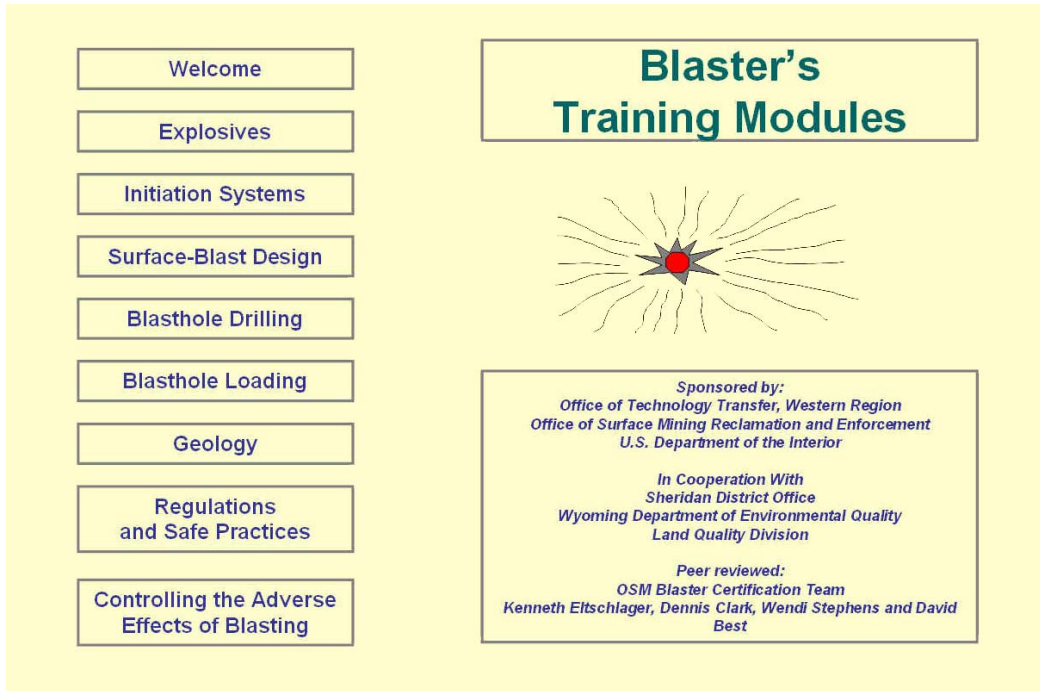 Welcome
Explosives
Initiation Systems
Surface-Blast Design
Blasthole Drilling
Blasthole Loading
Geology
Regulations
and Safe Practices
Controlling the Adverse
Effects of Blasting
Blaster's
Training Modules
Sponsored by:
Office of Technology Transfer, Western Region
Office of Surface Mining Reclamation and Enforcement
U.S. Department of the Interior
In Cooperation With
Sheridan District Office
Wyoming Department of Environmental Quality
Land Quality Division
Peer reviewed:
OSM Blaster Certification Team
Kenneth Eltschlager, Dennis Clark, Wendi Stephens and David
Best